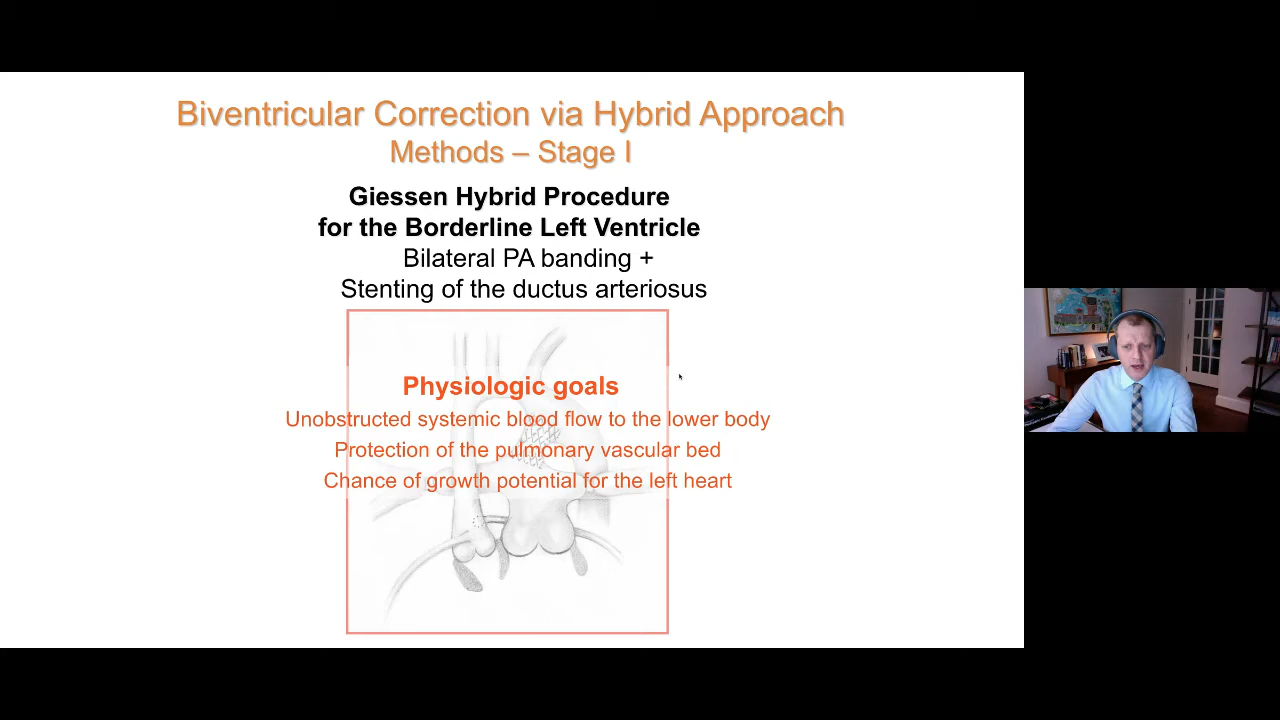 Biventricular Correction via Hybrid Approach
Methods – Stage I
Giessen Hybrid Procedure
for the Borderline Left Ventricle
Bilateral PA banding +
Stenting of the ductus arteriosus
Physiologic goals
Unobstructed systemic blood flow to the lower body
Protection of the pulmonary vascular bed
Chance of growth potential for the left heart